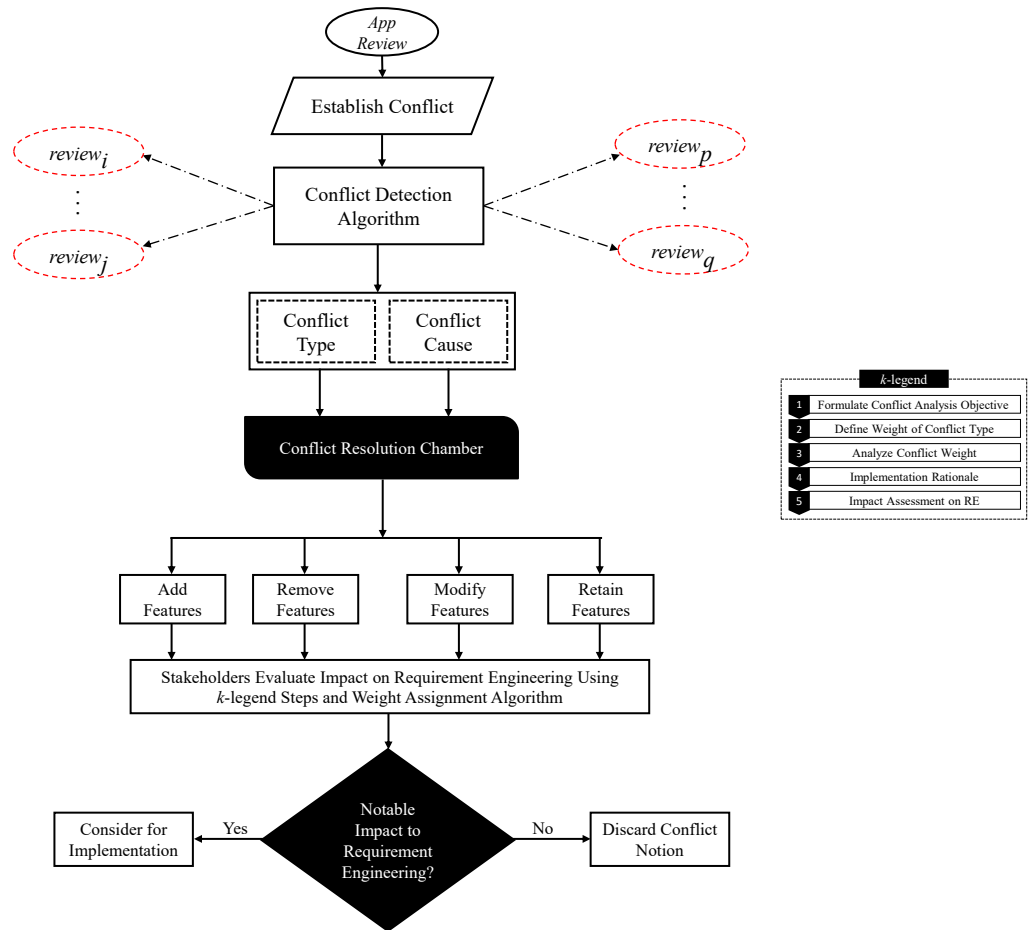 App
Review
Establish Conflict
review_i
⋮
review_j
Conflict Detection
Algorithm
review_p
⋮
review_q
Conflict
Type
Conflict
Cause
Conflict Resolution Chamber
k-legend
1 Formulate Conflict Analysis Objective
2 Define Weight of Conflict Type
3 Analyze Conflict Weight
4 Implementation Rationale
5 Impact Assessment on RE
Add
Features
Remove
Features
Modify
Features
Retain
Features
Stakeholders Evaluate Impact on Requirement Engineering Using
k-legend Steps and Weight Assignment Algorithm
Notable
Impact to
Requirement
Engineering?
Yes
Consider for
Implementation
No
Discard Conflict
Notion